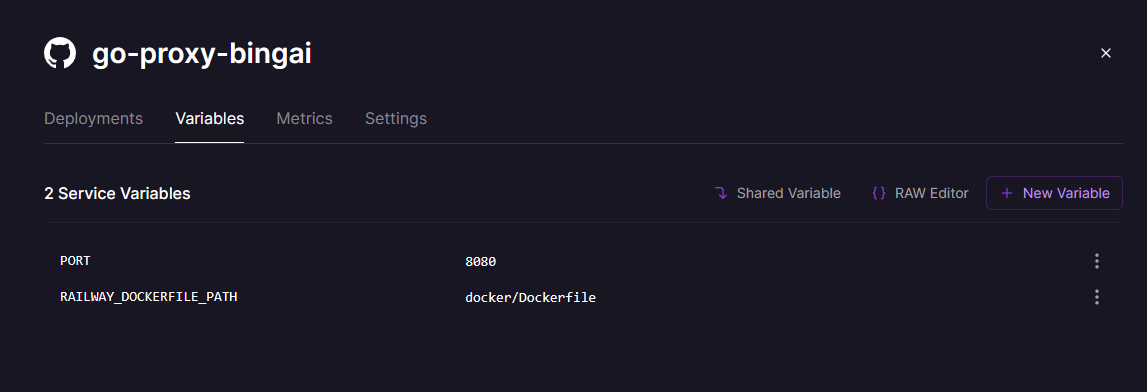 go-proxy-bingai
Deployments Variables Metrics Settings
2 Service Variables Shared Variable {} RAW Editor + New Variable
PORT 8080
RAILWAY_DOCKERFILE_PATH docker/Dockerfile